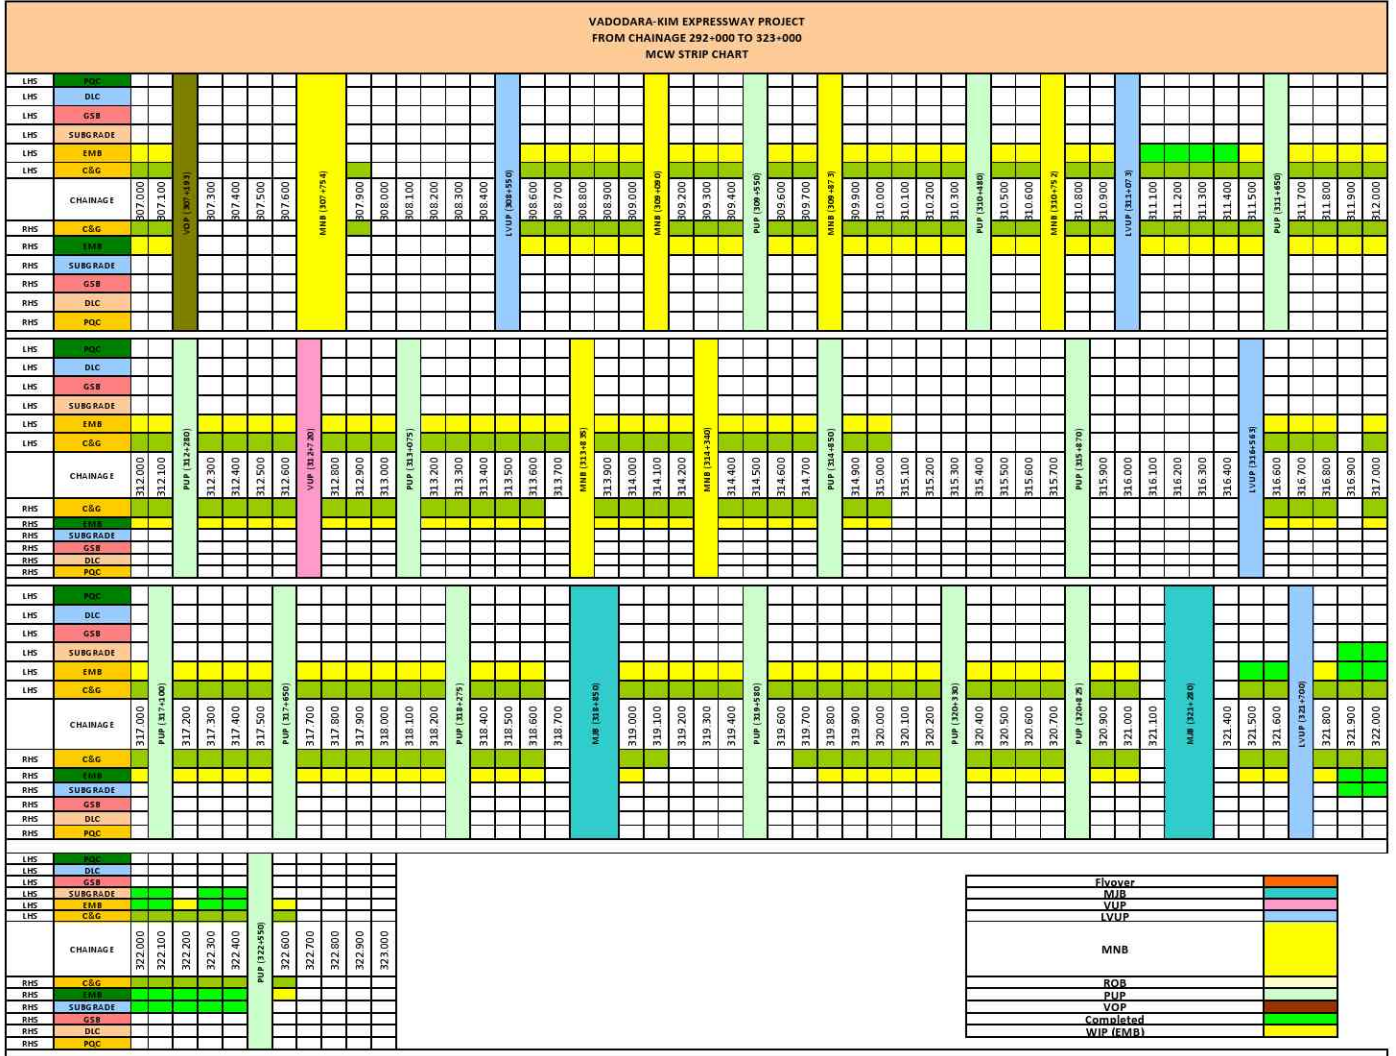 VADODARA-KIM EXPRESSWAY PROJECT
FROM CHAINAGE 292+000 TO 323+000
MCW STRIP CHART
LHS PQC
LHS DLC
LHS GSB
LHS SUBGRADE
LHS EMB
LHS C&G
CHAINAGE 307.000 307.100 VOP (307+193) 307.300 307.400 307.500 307.600 MNB (307+754) 307.900 308.000 308.100 308.200 308.300 308.400 LVUP (308+550) 308.600 308.700 308.800 308.900 309.000 MNB (309+090) 309.200 309.300 309.400 PUP (309+550) 309.600 309.700 MNB (309+873) 309.900 310.000 310.100 310.200 310.300 PUP (310+480) 310.500 310.600 MNB (310+752) 310.800 310.900 LVUP (311+073) 311.100 311.200 311.300 311.400 311.500 PUP (311+650) 311.700 311.800 311.900 312.000
RHS C&G
RHS EMB
RHS SUBGRADE
RHS GSB
RHS DLC
RHS PQC
LHS PQC
LHS DLC
LHS GSB
LHS SUBGRADE
LHS EMB
LHS C&G
CHAINAGE 312.000 312.100 PUP (312+280) 312.300 312.400 312.500 312.600 VUP (312+720) 312.800 312.900 313.000 PUP (313+075) 313.200 313.300 313.400 313.500 313.600 313.700 MNB (313+835) 313.900 314.000 314.100 314.200 MNB (314+340) 314.400 314.500 314.600 314.700 PUP (314+850) 314.900 315.000 315.100 315.200 315.300 315.400 315.500 315.600 315.700 PUP (315+870) 315.900 316.000 316.100 316.200 316.300 316.400 LVUP (316+563) 316.600 316.700 316.800 316.900 317.000
RHS C&G
RHS EMB
RHS SUBGRADE
RHS GSB
RHS DLC
RHS PQC
LHS PQC
LHS DLC
LHS GSB
LHS SUBGRADE
LHS EMB
LHS C&G
CHAINAGE 317.000 PUP (317+100) 317.200 317.300 317.400 317.500 PUP (317+650) 317.700 317.800 317.900 318.000 318.100 318.200 PUP (318+275) 318.400 318.500 318.600 318.700 MJB (318+850) 319.000 319.100 319.200 319.300 319.400 PUP (319+580) 319.600 319.700 319.800 319.900 320.000 320.100 320.200 PUP (320+330) 320.400 320.500 320.600 320.700 PUP (320+825) 320.900 321.000 321.100 MJB (321+280) 321.400 321.500 321.600 LVUP (321+700) 321.800 321.900 322.000
RHS C&G
RHS EMB
RHS SUBGRADE
RHS GSB
RHS DLC
RHS PQC
LHS PQC
LHS DLC
LHS GSB
LHS SUBGRADE
LHS EMB
LHS C&G
CHAINAGE 322.000 322.100 322.200 322.300 322.400 PUP (322+550) 322.600 322.700 322.800 322.900 323.000
RHS C&G
RHS EMB
RHS SUBGRADE
RHS GSB
RHS DLC
RHS PQC
Flyover
MJB
VUP
LVUP
MNB
ROB
PUP
VOP
Completed
WIP (EMB)